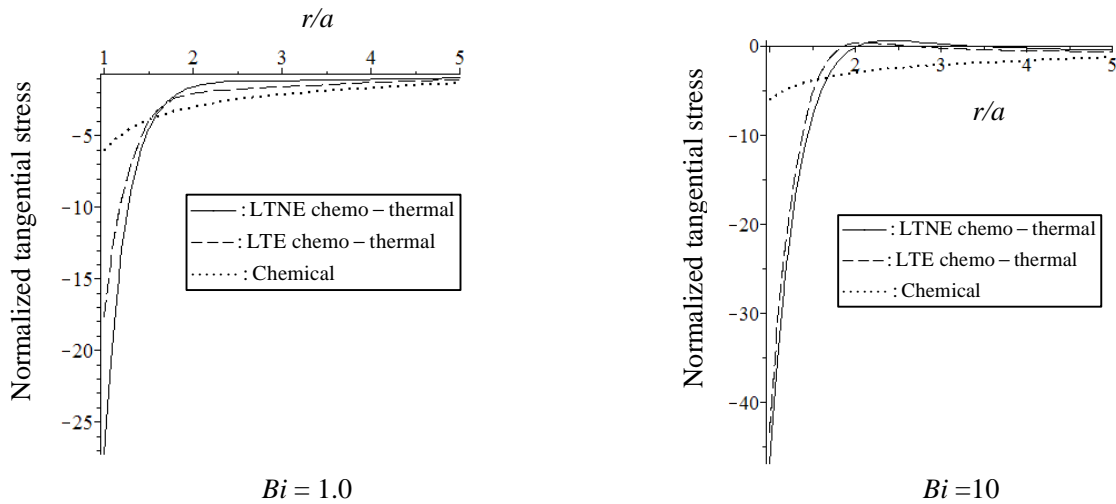 r/a
1 2 3 4 5
−5
−10
−15
−20
−25
Normalized tangential stress
: LTNE chemo – thermal
: LTE chemo – thermal
: Chemical
Bi = 1.0
0
1 2 3 4 5
r/a
−10
−20
−30
−40
Normalized tangential stress
: LTNE chemo – thermal
: LTE chemo – thermal
: Chemical
Bi =10